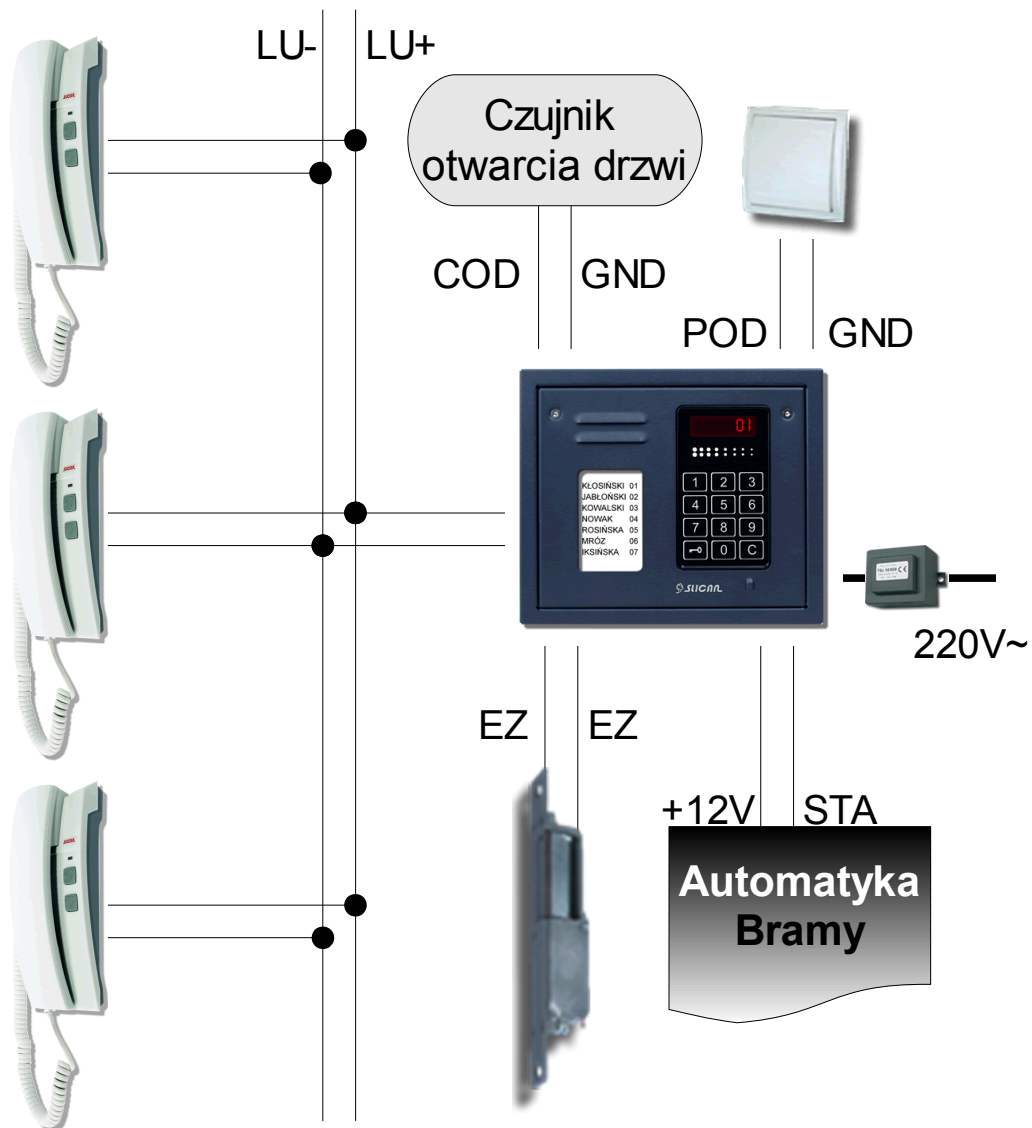 LU- LU+
Czujnik
otwarcia drzwi
COD GND
POD GND
01
KŁOSIŃSKI 01
JABŁOŃSKI 02
KOWALSKI 03
NOWAK 04
ROSIŃSKA 05
MRÓZ 06
IKSIŃSKA 07
1 2 3
4 5 6
7 8 9
0 C
SLICAN
220V~
EZ EZ
+12V STA
Automatyka
Bramy